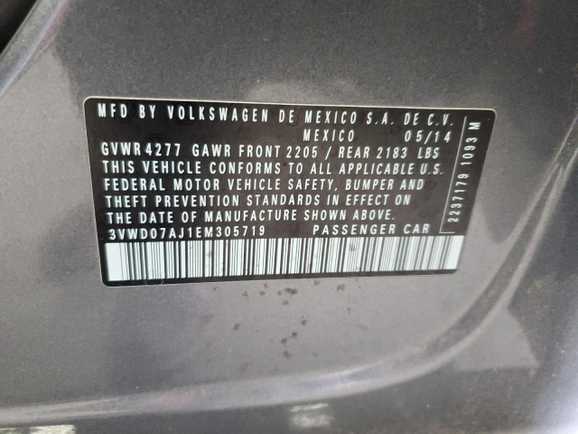 MFD BY VOLKSWAGEN DE MEXICO S.A. DE C.V.
MEXICO 05/14
GVWR 4277 GAWR FRONT 2205 / REAR 2183 LBS
THIS VEHICLE CONFORMS TO ALL APPLICABLE U.S.
FEDERAL MOTOR VEHICLE SAFETY, BUMPER AND
THEFT PREVENTION STANDARDS IN EFFECT ON
THE DATE OF MANUFACTURE SHOWN ABOVE.
3VWD07AJ1EM305719 PASSENGER CAR
2237179 1093 M